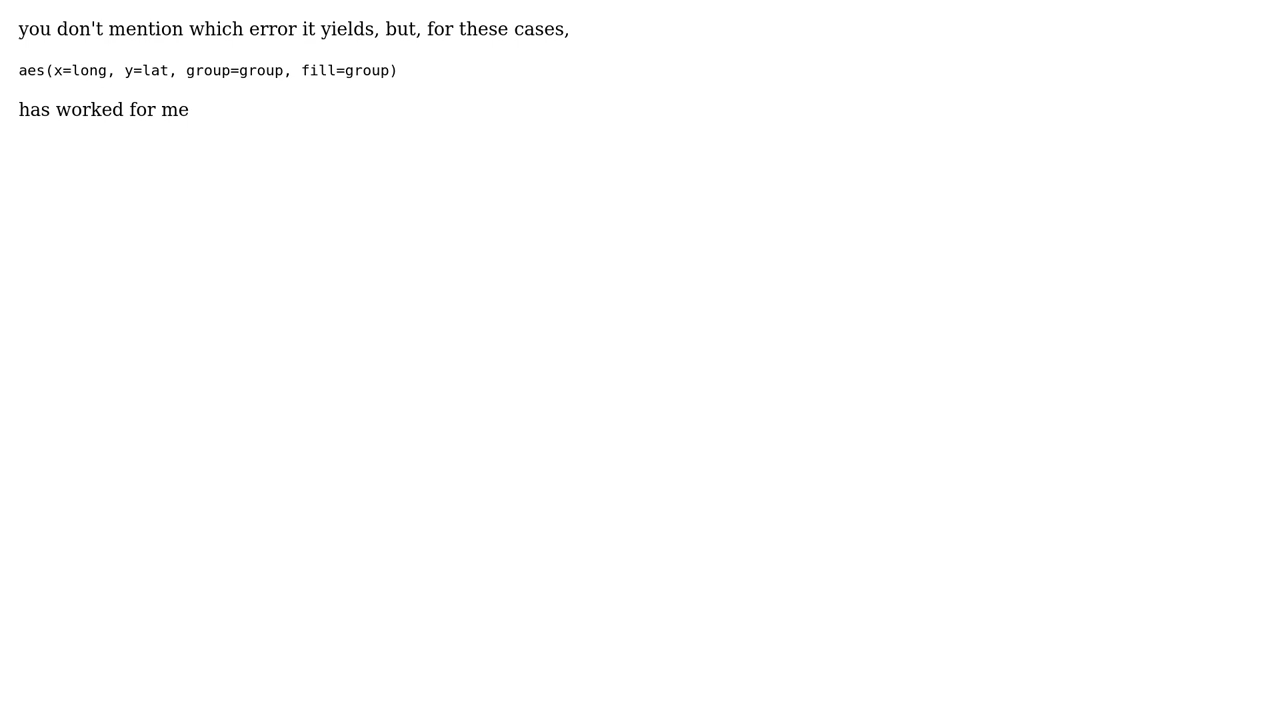 you don't mention which error it yields, but, for these cases,
aes(x=long, y=lat, group=group, fill=group)
has worked for me